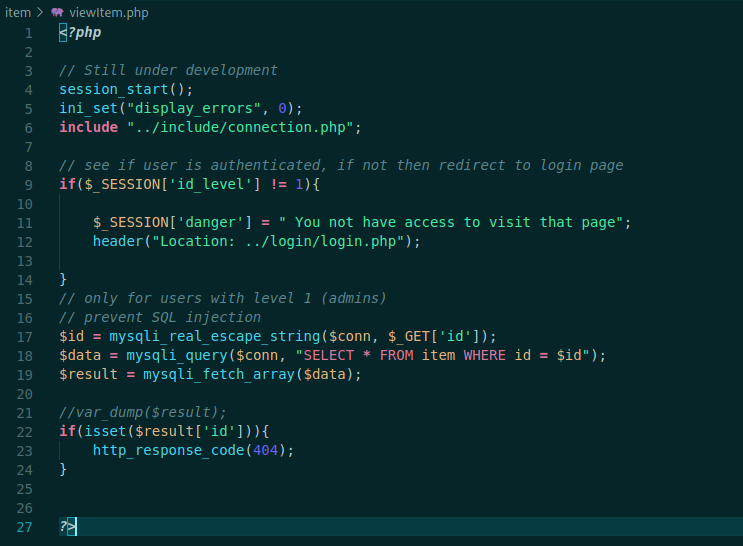 item > viewItem.php
1 <?php
2
3 // Still under development
4 session_start();
5 ini_set("display_errors", 0);
6 include "../include/connection.php";
7
8 // see if user is authenticated, if not then redirect to login page
9 if($_SESSION['id_level'] != 1){
10
11 $_SESSION['danger'] = " You not have access to visit that page";
12 header("Location: ../login/login.php");
13
14 }
15 // only for users with level 1 (admins)
16 // prevent SQL injection
17 $id = mysqli_real_escape_string($conn, $_GET['id']);
18 $data = mysqli_query($conn, "SELECT * FROM item WHERE id = $id");
19 $result = mysqli_fetch_array($data);
20
21 //var_dump($result);
22 if(isset($result['id'])){
23 http_response_code(404);
24 }
25
26
27 ?>